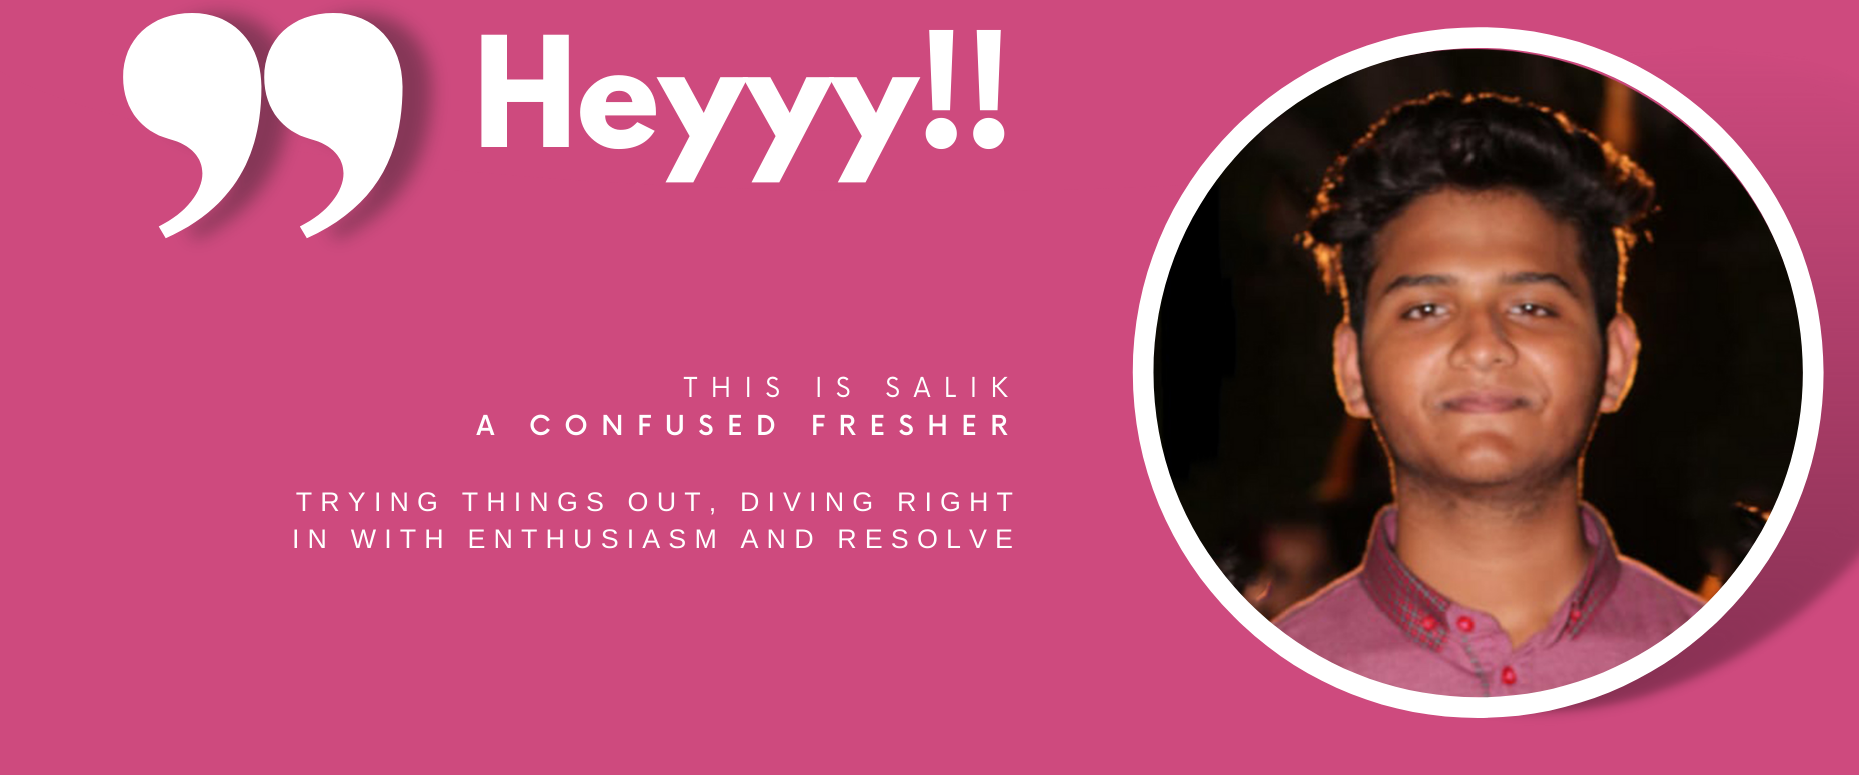 Heyyy!!
THIS IS SALIK
A CONFUSED FRESHER
TRYING THINGS OUT, DIVING RIGHT
IN WITH ENTHUSIASM AND RESOLVE